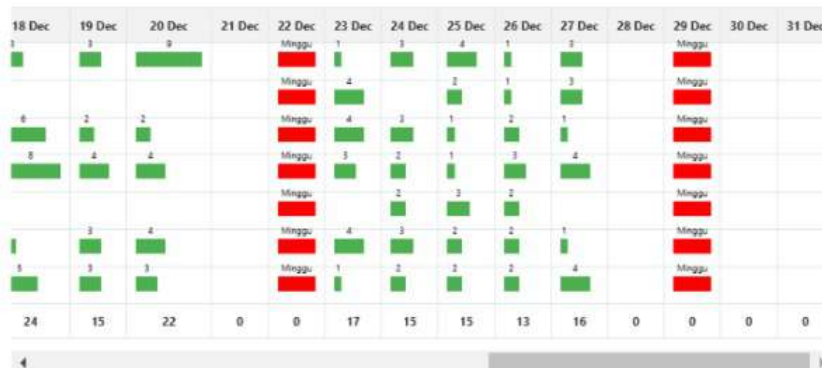 18 Dec 19 Dec 20 Dec 21 Dec 22 Dec 23 Dec 24 Dec 25 Dec 26 Dec 27 Dec 28 Dec 29 Dec 30 Dec 31 Dec
3 9 Minggu 1 3 4 1 3 Minggu
Minggu 4 2 1 3 Minggu
6 2 2 Minggu 4 3 1 2 1 Minggu
8 4 4 Minggu 3 2 1 3 4 Minggu
Minggu 2 3 2 Minggu
3 4 Minggu 4 3 2 2 1 Minggu
5 3 3 Minggu 1 2 2 2 4 Minggu
24 15 22 0 0 17 15 15 13 16 0 0 0 0